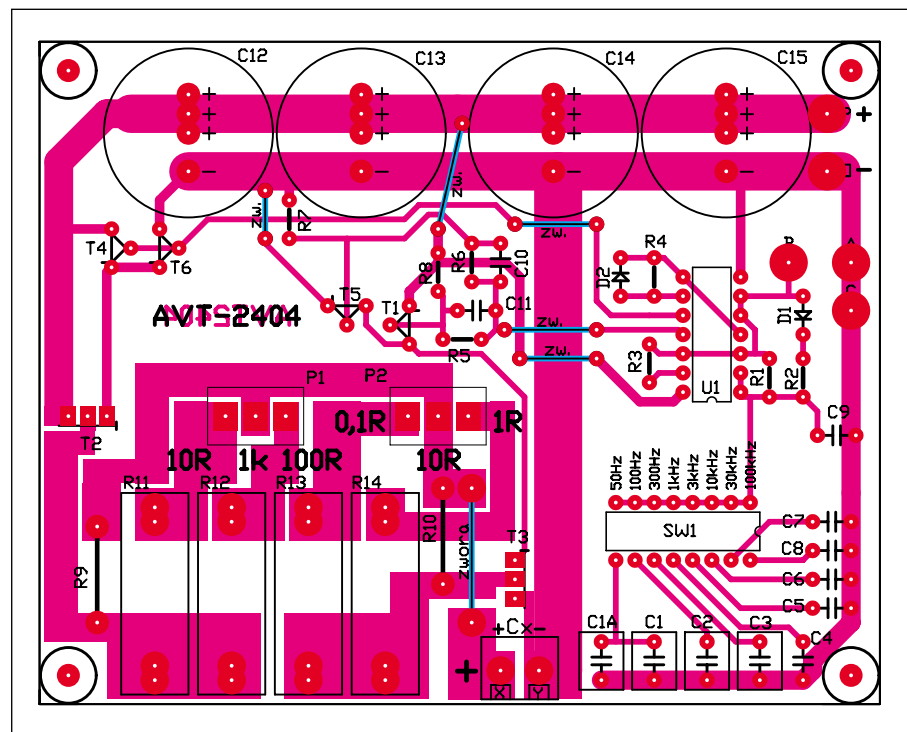 C12
C13
C14
C15
+
+
+
+
+
+
+
+
+
+
+
+
+
-
-
-
-
-
zw.
R7
zw.
zw.
T4
T6
R8
R6
C10
D2
R4
B
A
C
T5
T1
C11
AVT-2404
R5
zw.
zw.
R3
U1
R1
R2
D1
C9
P1
P2
T2
0,1R
1R
10R
1k
100R
10R
R11
R12
R13
R14
R10
zwora
R9
T3
50Hz
100Hz
300Hz
1kHz
3kHz
10kHz
30kHz
100kHz
SW1
C7
C8
C6
C5
+Cx-
+
X
Y
C1A
C1
C2
C3
C4